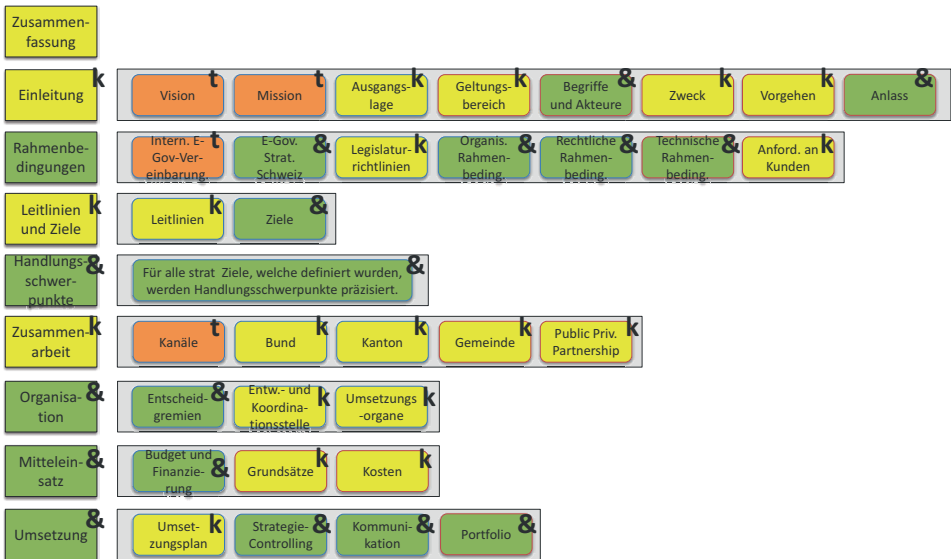 Zusammen-
fassung
Einleitung k
Vision t
Mission t
Ausgangs-
lage k
Geltungs-
bereich k
Begriffe
und Akteure &
Zweck k
Vorgehen k
Anlass &
Rahmenbe-
dingungen &
Intern. E-
Gov-Ver-
einbarung. t
E-Gov.
Strat.
Schweiz &
Legislatur-
richtlinien k
Organis.
Rahmen-
beding. &
Rechtliche
Rahmen-
beding. &
Technische
Rahmen-
beding. &
Anford. an
Kunden k
Leitlinien
und Ziele k
Leitlinien k
Ziele &
Handlungs-
schwer-
punkte &
Für alle strat Ziele, welche definiert wurden,
werden Handlungsschwerpunkte präzisiert. &
Zusammen-
arbeit k
Kanäle t
Bund k
Kanton k
Gemeinde k
Public Priv.
Partnership k
Organisa-
tion &
Entscheid-
gremien &
Entw.- und
Koordina-
tionsstelle k
Umsetzungs
-organe k
Mittelein-
satz &
Budget und
Finanzie-
rung &
Grundsätze k
Kosten k
Umsetzung &
Umset-
zungsplan k
Strategie-
Controlling &
Kommuni-
kation &
Portfolio &